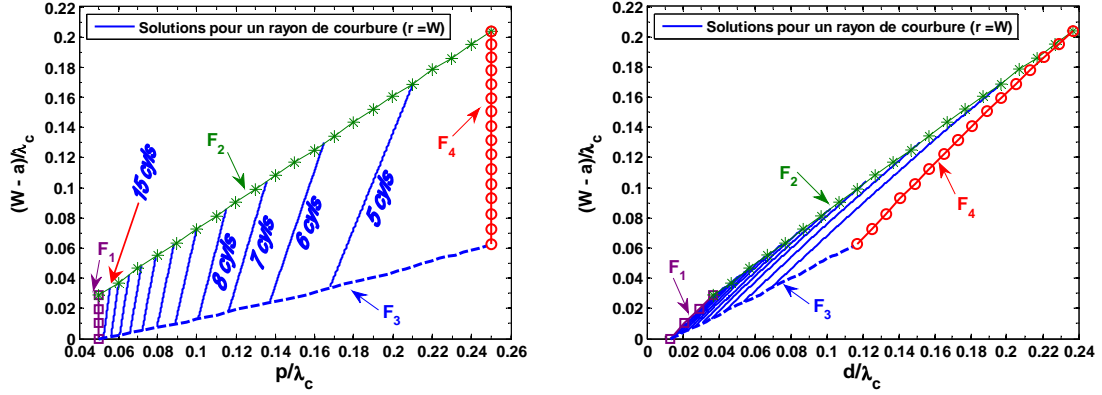 Solutions pour un rayon de courbure (r =W)
(W - a)/λc
0.22
0.2
0.18
0.16
0.14
0.12
0.1
0.08
0.06
0.04
0.02
0
15 cyls
F2
F4
F1
8 cyls
7 cyls
6 cyls
5 cyls
F3
0.04 0.06 0.08 0.1 0.12 0.14 0.16 0.18 0.2 0.22 0.24 0.26
p/λc
Solutions pour un rayon de courbure (r =W)
(W - a)/λc
0.22
0.2
0.18
0.16
0.14
0.12
0.1
0.08
0.06
0.04
0.02
0
F2
F4
F1
F3
0 0.02 0.04 0.06 0.08 0.1 0.12 0.14 0.16 0.18 0.2 0.22 0.24
d/λc